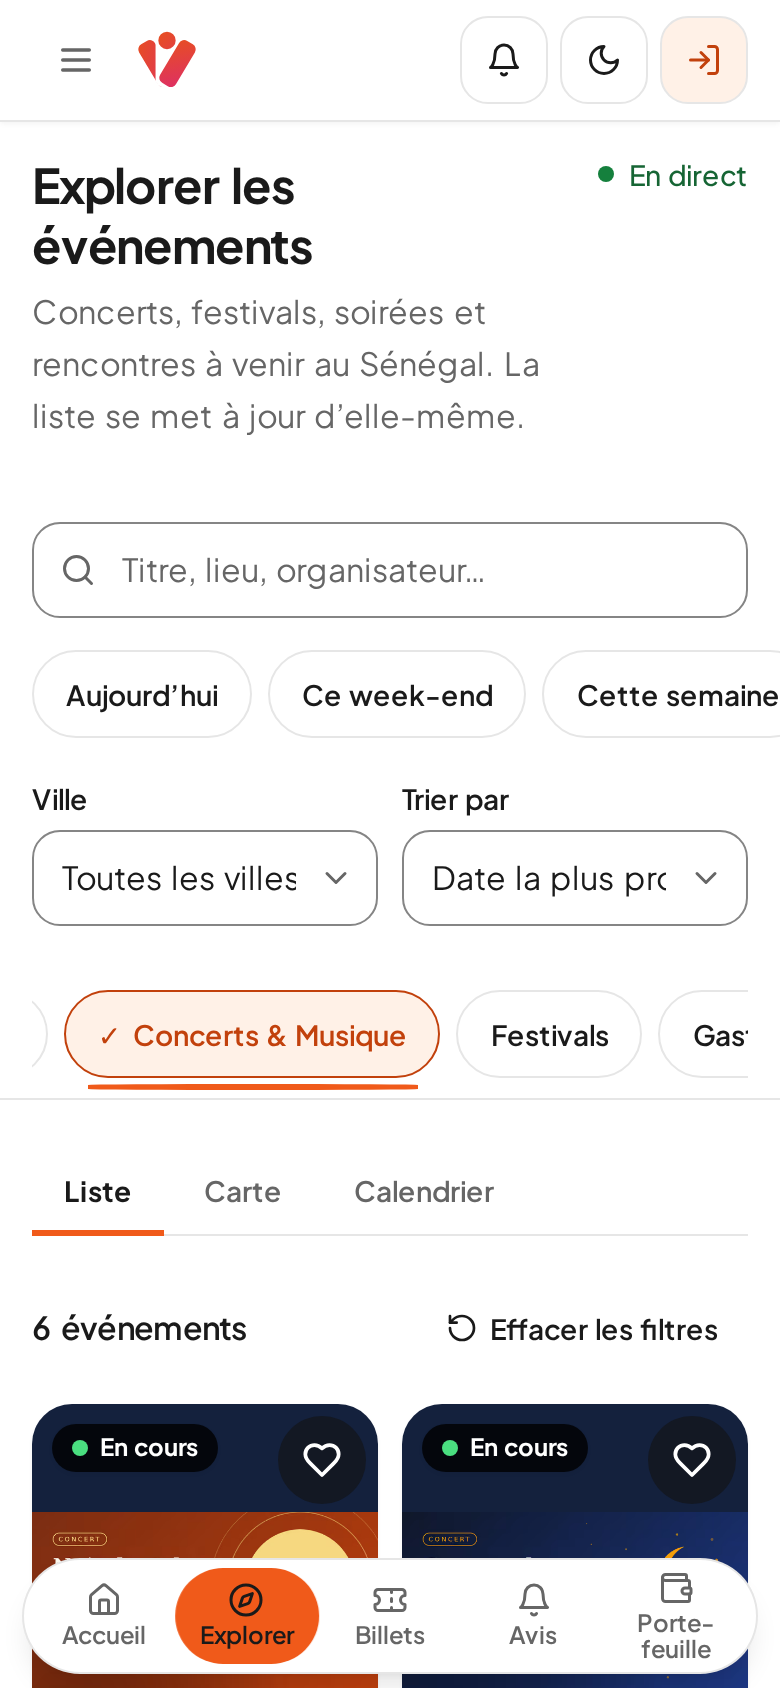 Explorer les
événements
En direct
Concerts, festivals, soirées et
rencontres à venir au Sénégal. La
liste se met à jour d’elle-même.
Titre, lieu, organisateur...
Aujourd’hui
Ce week-end
Cette semaine
Ville
Trier par
Toutes les villes
Date la plus pro
✓ Concerts & Musique
Festivals
Gast
Liste
Carte
Calendrier
6 événements
Effacer les filtres
En cours
En cours
CONCERT
CONCERT
Accueil
Explorer
Billets
Avis
Porte-
feuille